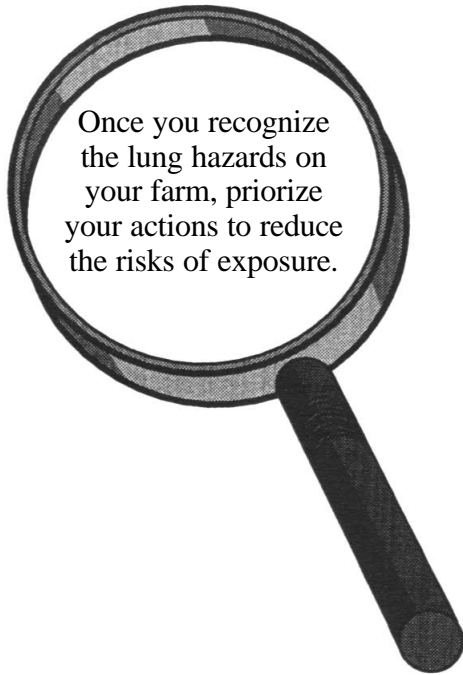 Once you recognize
the lung hazards on
your farm, priorize
your actions to reduce
the risks of exposure.